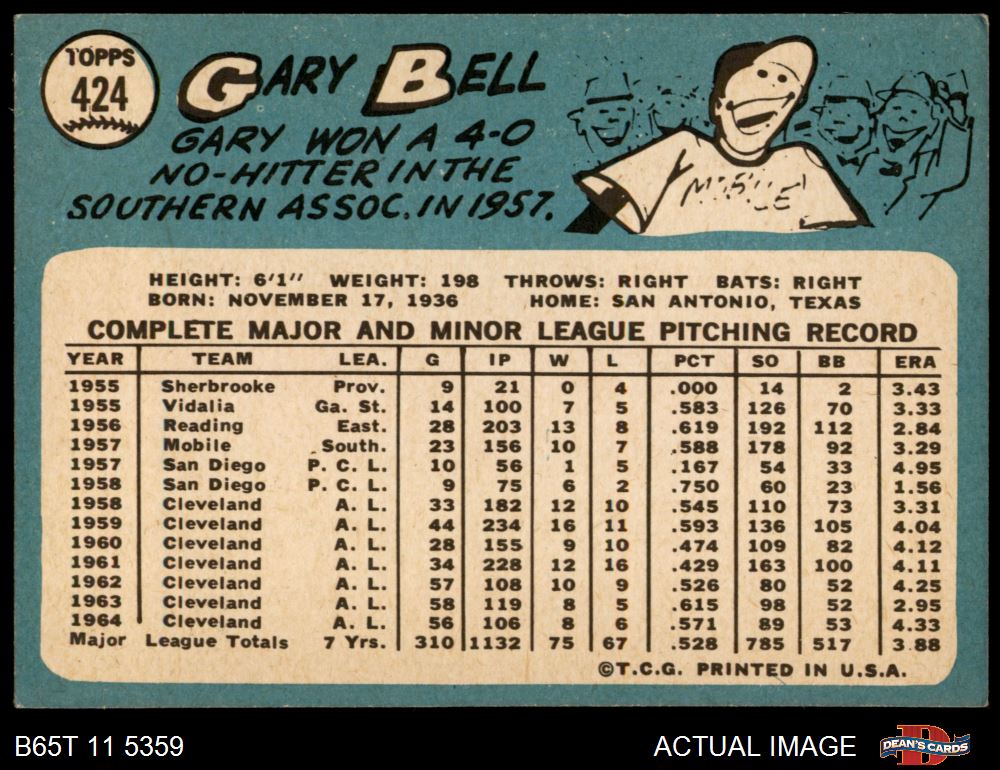 TOPPS
424
GARY BELL
GARY WON A 4-0
NO-HITTER IN THE
SOUTHERN ASSOC. IN 1957.
MOBILE
HEIGHT: 6'1" WEIGHT: 198 THROWS: RIGHT BATS: RIGHT
BORN: NOVEMBER 17, 1936 HOME: SAN ANTONIO, TEXAS
COMPLETE MAJOR AND MINOR LEAGUE PITCHING RECORD
YEAR TEAM LEA. G IP W L PCT SO BB ERA
1955 Sherbrooke Prov. 9 21 0 4 .000 14 2 3.43
1955 Vidalia Ga. St. 14 100 7 5 .583 126 70 3.33
1956 Reading East. 28 203 13 8 .619 192 112 2.84
1957 Mobile South. 23 156 10 7 .588 178 92 3.29
1957 San Diego P. C. L. 10 56 1 5 .167 54 33 4.95
1958 San Diego P. C. L. 9 75 6 2 .750 60 23 1.56
1958 Cleveland A. L. 33 182 12 10 .545 110 73 3.31
1959 Cleveland A. L. 44 234 16 11 .593 136 105 4.04
1960 Cleveland A. L. 28 155 9 10 .474 109 82 4.12
1961 Cleveland A. L. 34 228 12 16 .429 163 100 4.11
1962 Cleveland A. L. 57 108 10 9 .526 80 52 4.25
1963 Cleveland A. L. 58 119 8 5 .615 98 52 2.95
1964 Cleveland A. L. 56 106 8 6 .571 89 53 4.33
Major League Totals 7 Yrs. 310 1132 75 67 .528 785 517 3.88
©T.C.G. PRINTED IN U.S.A.
B65T 11 5359
ACTUAL IMAGE
D
DEAN'S CARDS